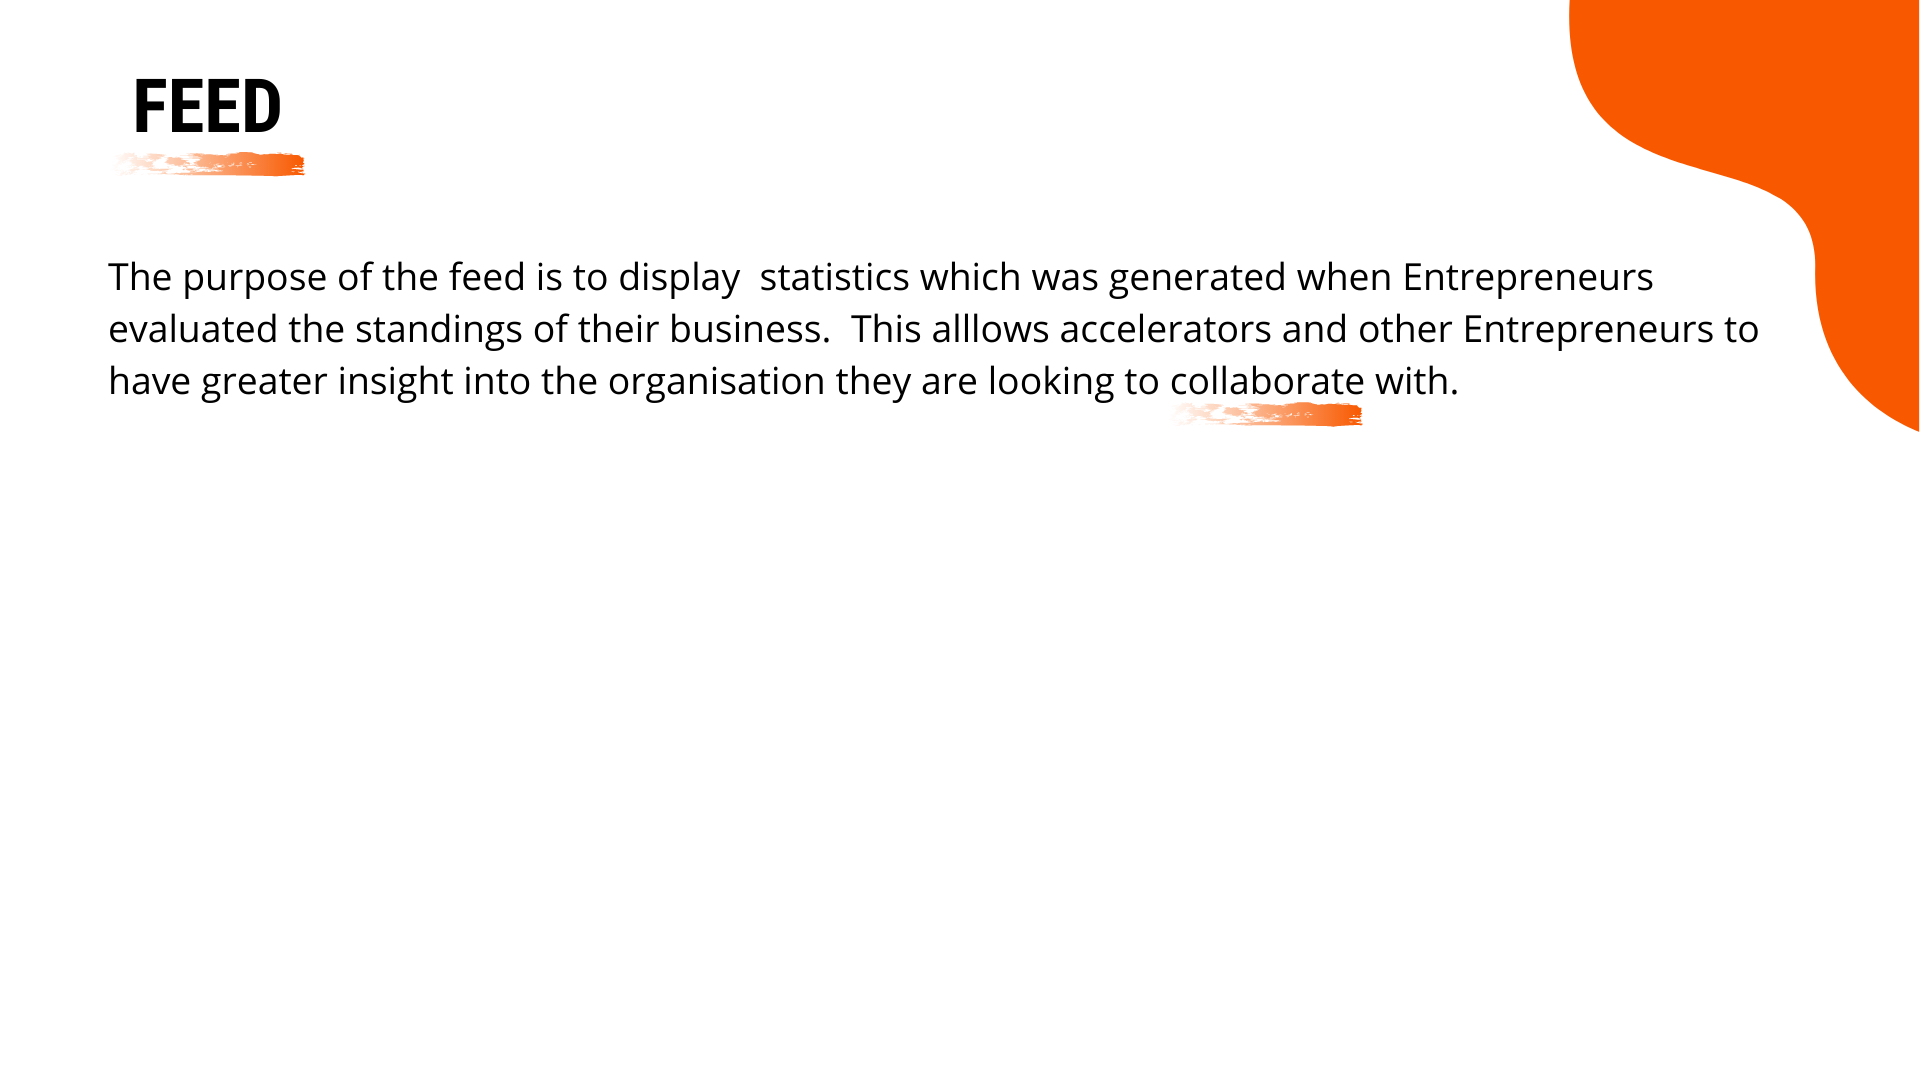 FEED
The purpose of the feed is to display  statistics which was generated when Entrepreneurs
evaluated the standings of their business.  This alllows accelerators and other Entrepreneurs to
have greater insight into the organisation they are looking to collaborate with.